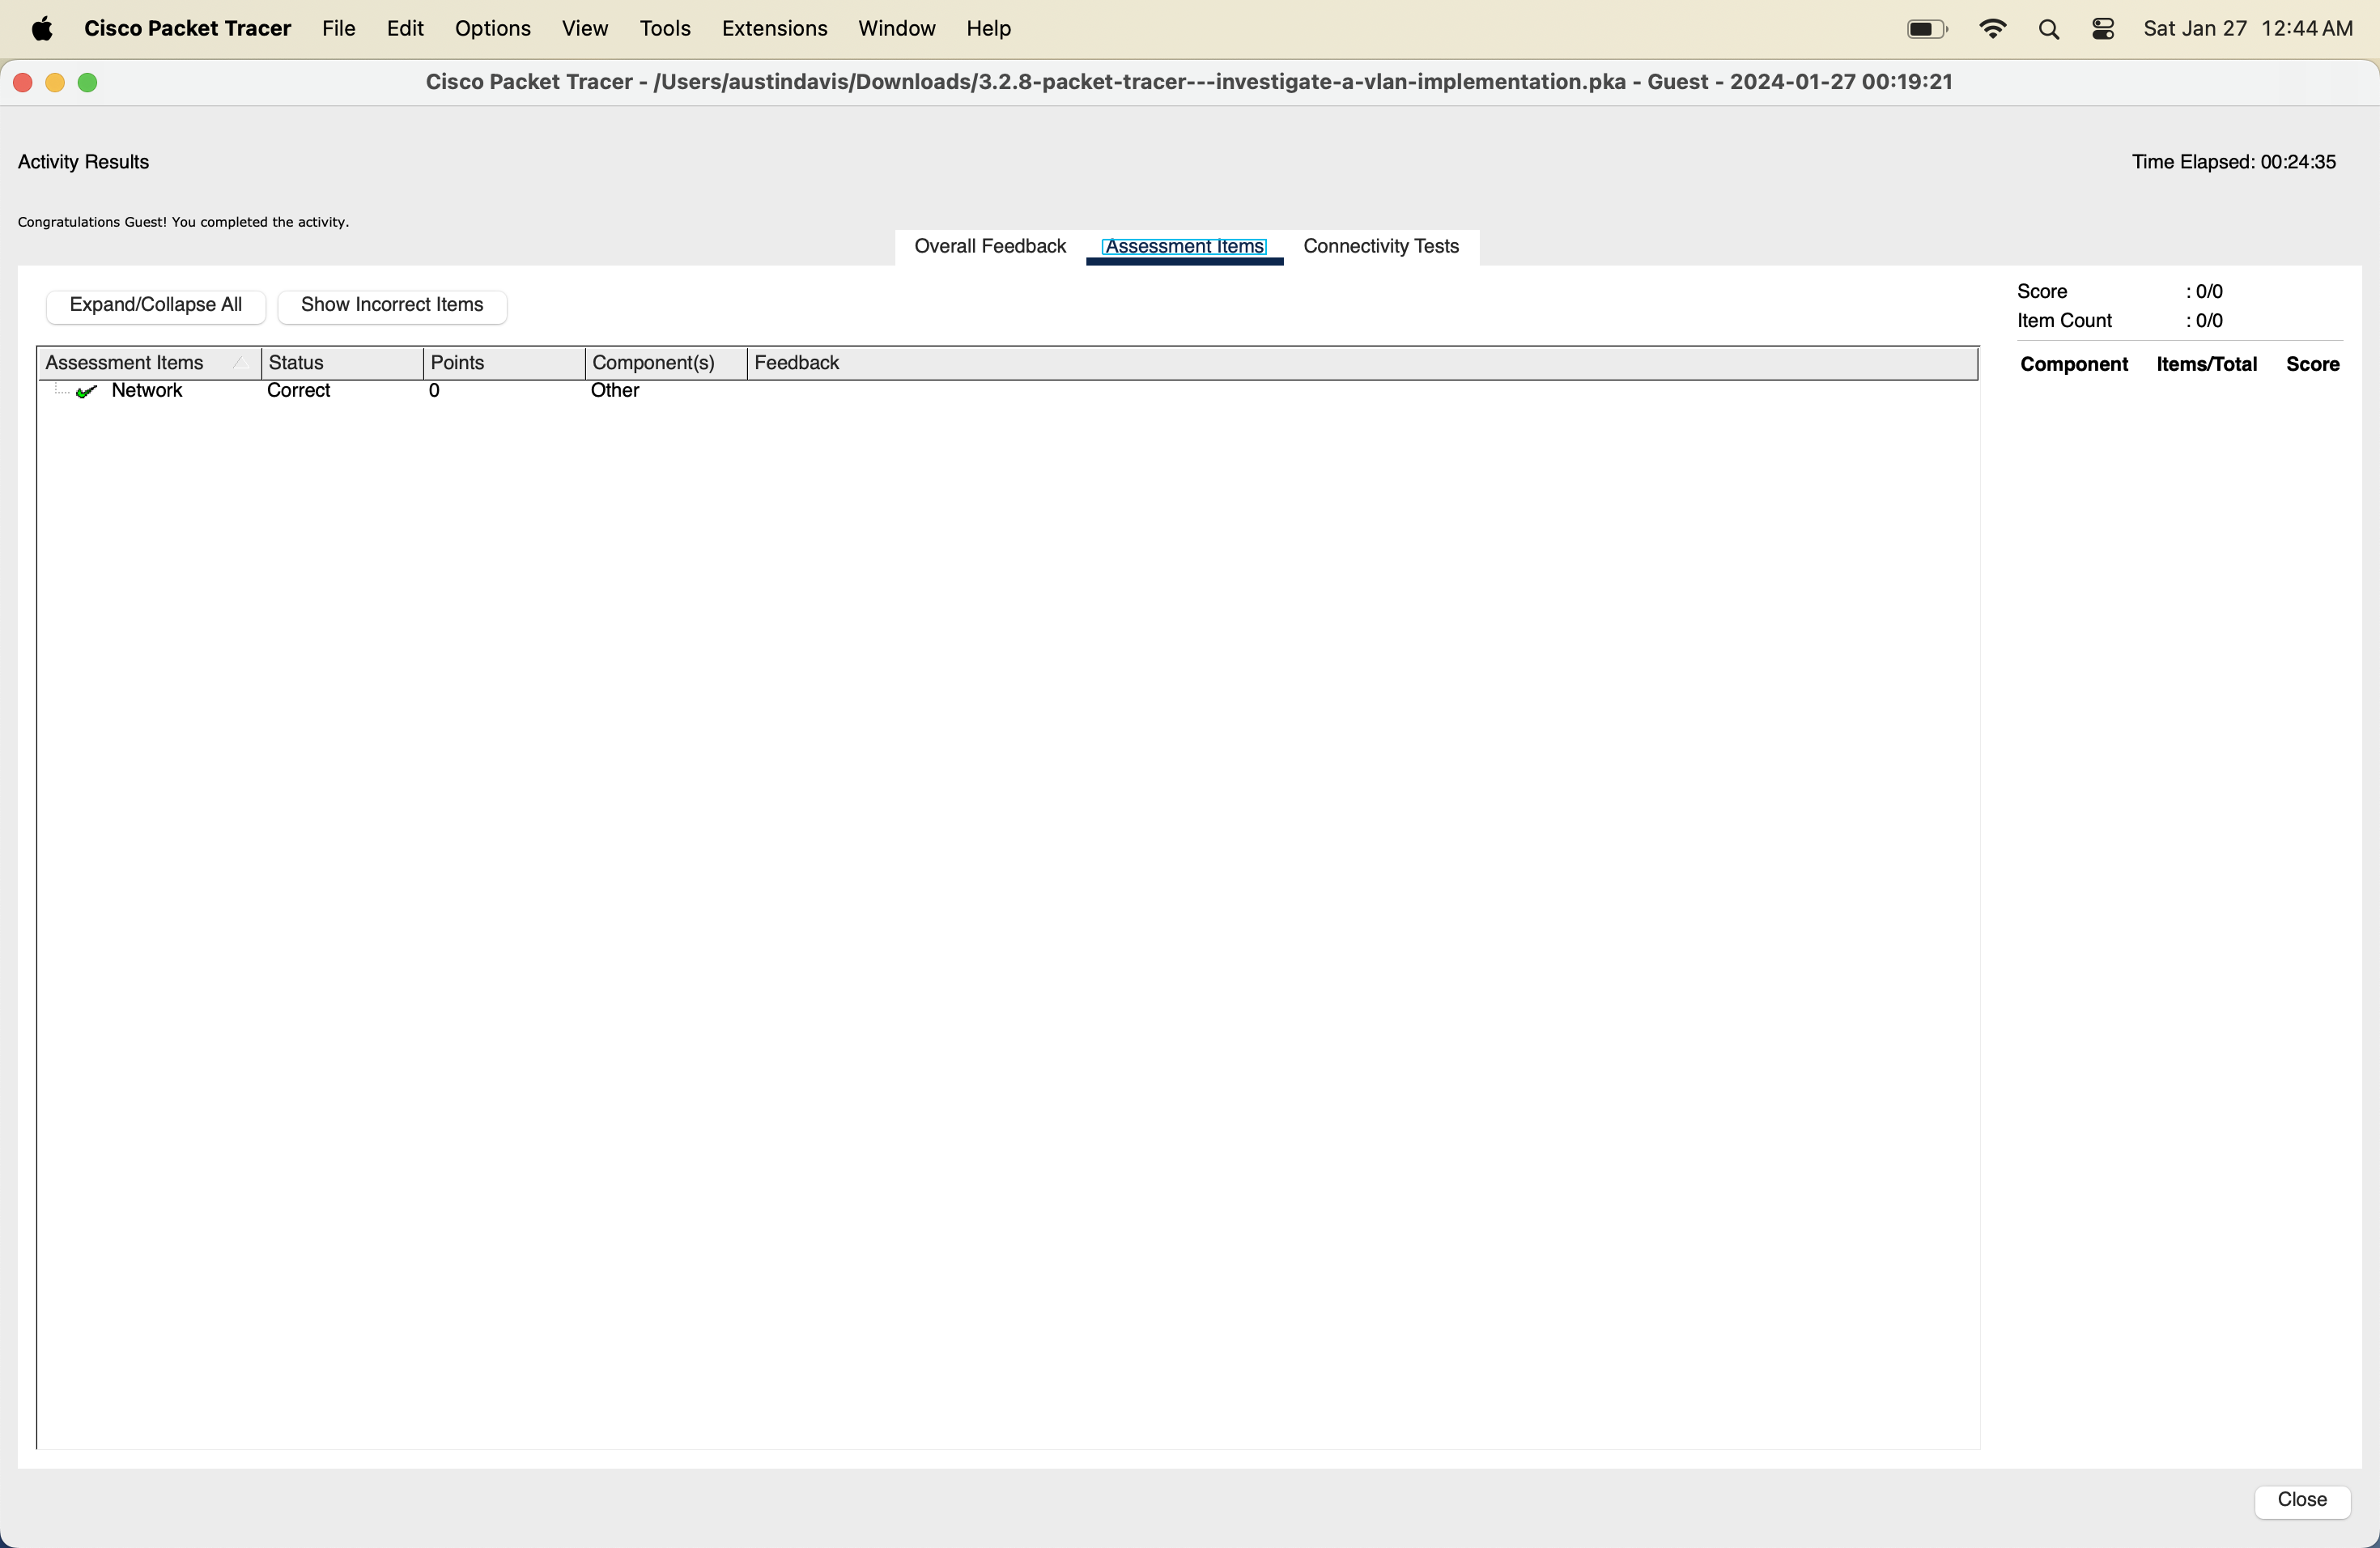 Cisco Packet Tracer File Edit Options View Tools Extensions Window Help Sat Jan 27 12:44 AM
Cisco Packet Tracer - /Users/austindavis/Downloads/3.2.8-packet-tracer---investigate-a-vlan-implementation.pka - Guest - 2024-01-27 00:19:21
Activity Results Time Elapsed: 00:24:35
Congratulations Guest! You completed the activity.
Overall Feedback Assessment Items Connectivity Tests
Expand/Collapse All Show Incorrect Items
Score : 0/0
Item Count : 0/0
Assessment Items Status Points Component(s) Feedback
Component Items/Total Score
Network Correct 0 Other
Close